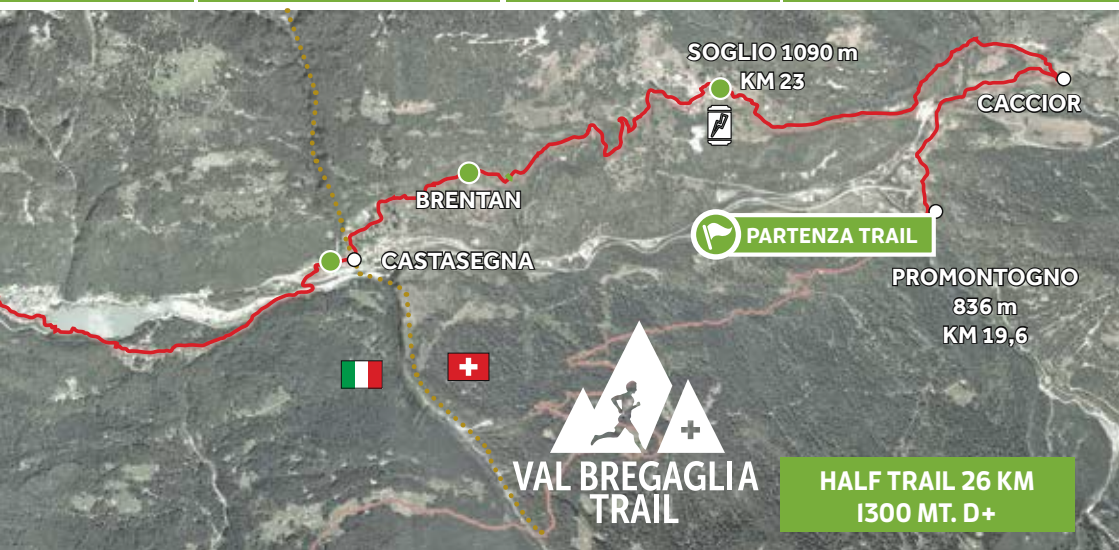 SOGLIO 1090 m
KM 23
CACCIOR
BRENTAN
PARTENZA TRAIL
CASTASEGNA
PROMONTOGNO
836 m
KM 19,6
VAL BREGAGLIA
TRAIL
HALF TRAIL 26 KM
1300 MT. D+